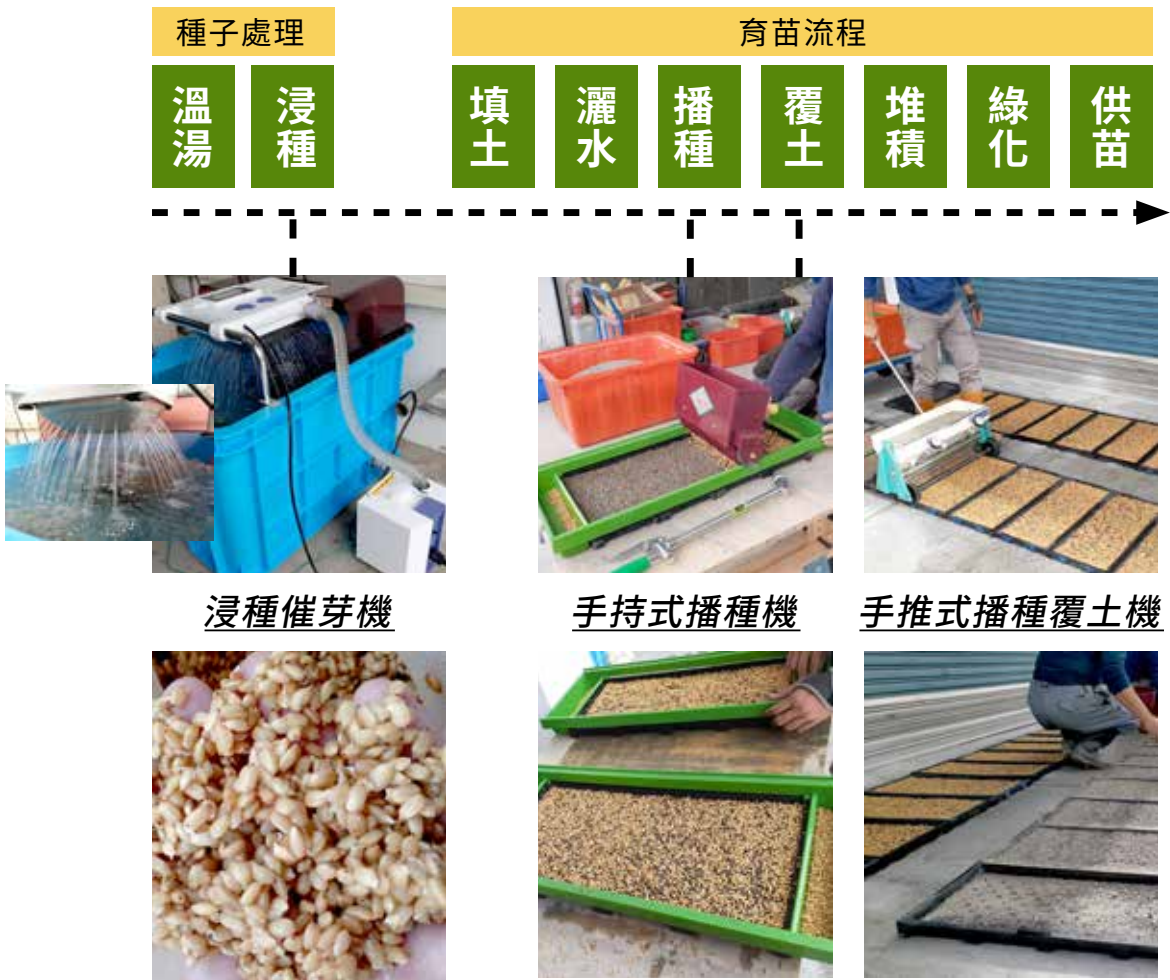 種子處理
育苗流程
溫湯
浸種
填土
灑水
播種
覆土
堆積
綠化
供苗
浸種催芽機
手持式播種機
手推式播種覆土機